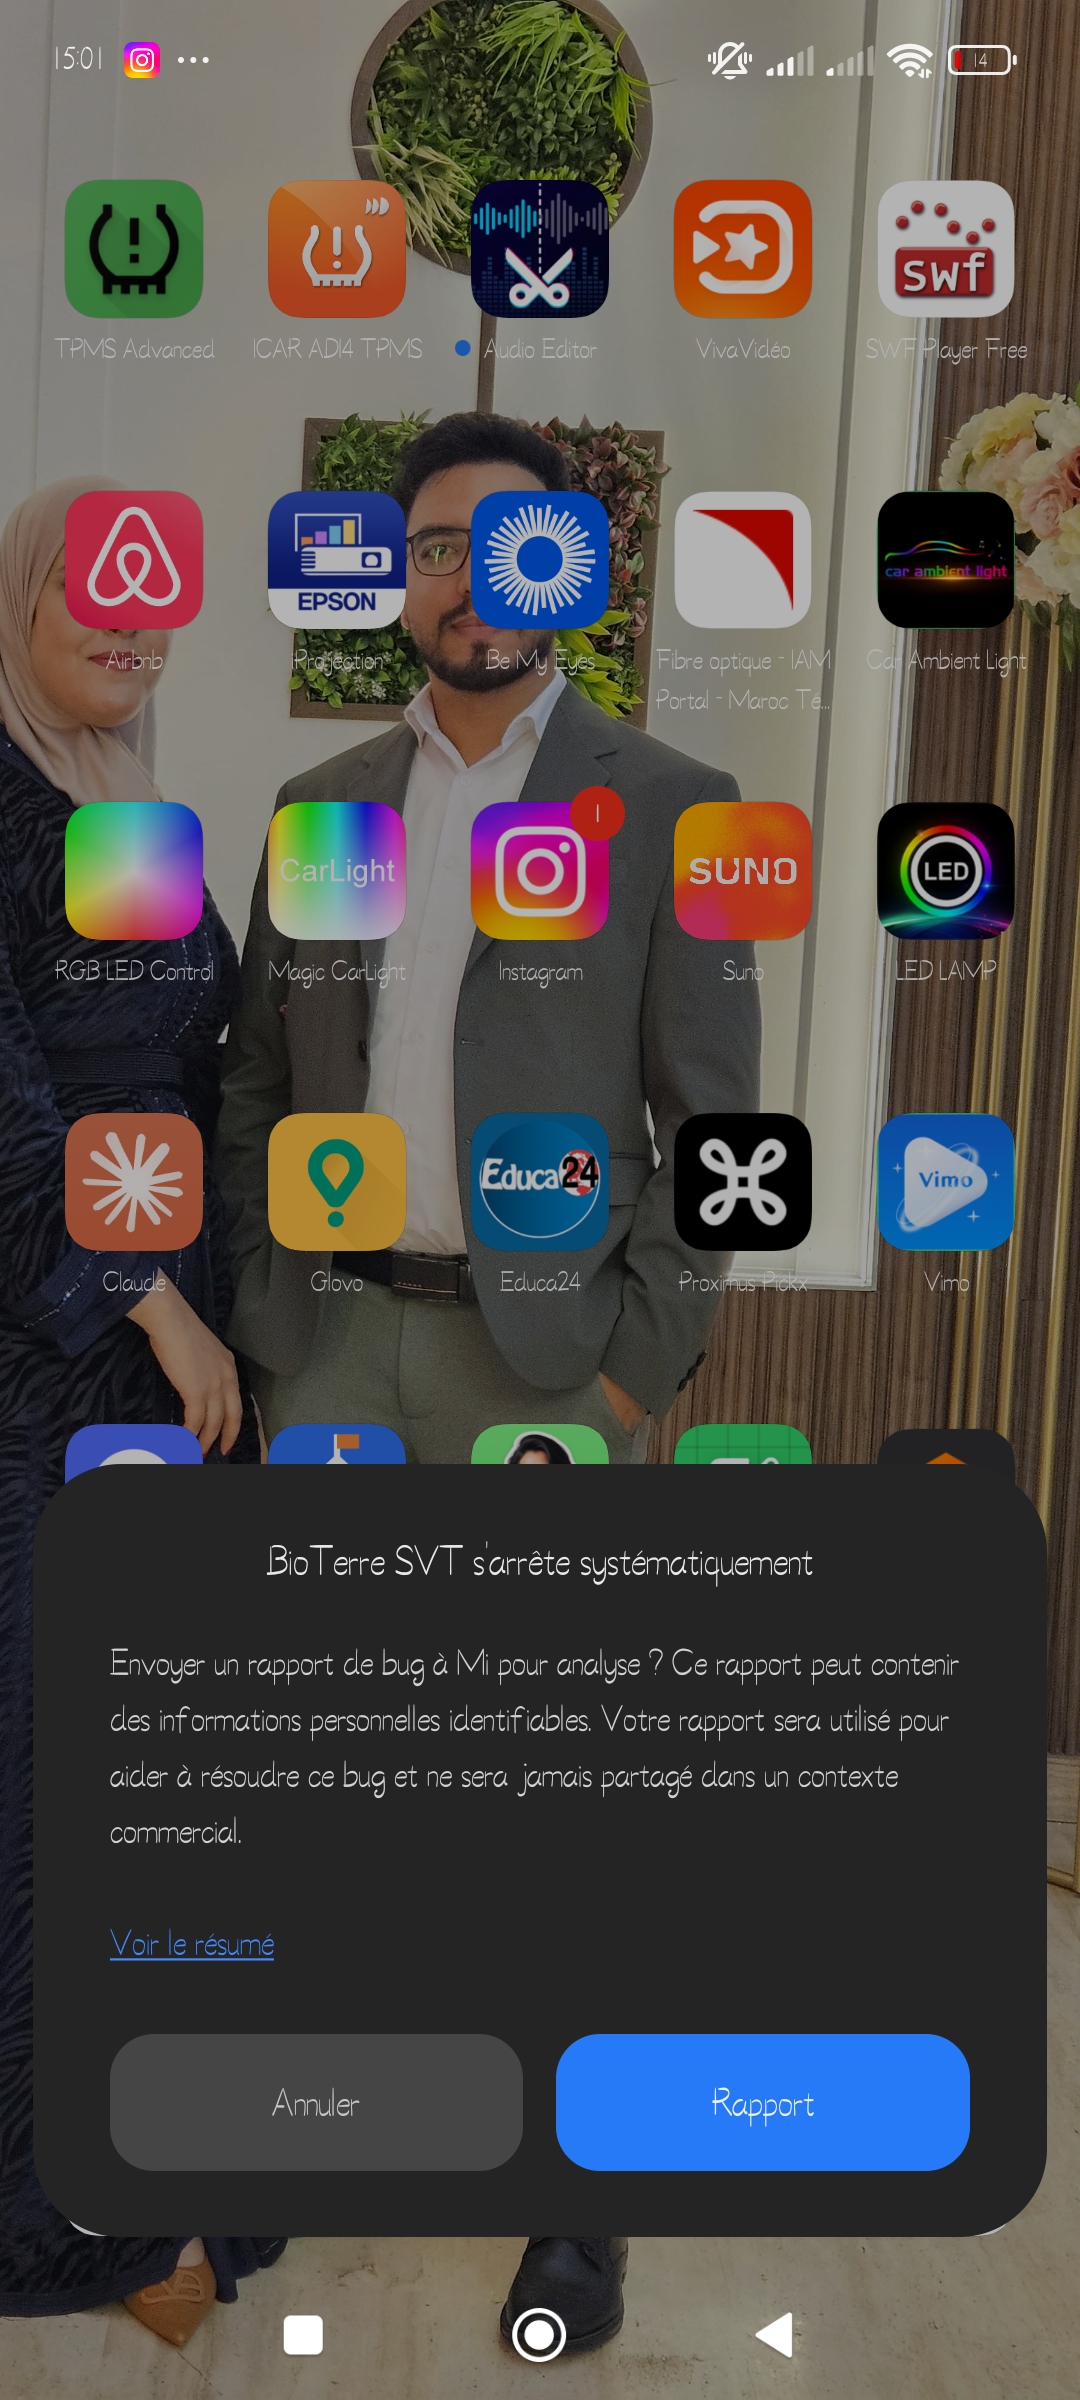 15:01 ... 14
TPMS Advanced ICAR AD14 TPMS Audio Editor VivaVidéo SWF Player Free
swf
EPSON
car ambient light
Airbnb iProjection Be My Eyes Fibre optique - IAM Car Ambient Light
Portal - Maroc Té...
1
CarLight SUNO LED
RGB LED Control Magic CarLight Instagram Suno LED LAMP
Educa24 Vimo
Claude Glovo Educa24 Proximus Pickx Vimo
BioTerre SVT s'arrête systématiquement
Envoyer un rapport de bug à Mi pour analyse ? Ce rapport peut contenir
des informations personnelles identifiables. Votre rapport sera utilisé pour
aider à résoudre ce bug et ne sera jamais partagé dans un contexte
commercial.
Voir le résumé
Annuler Rapport